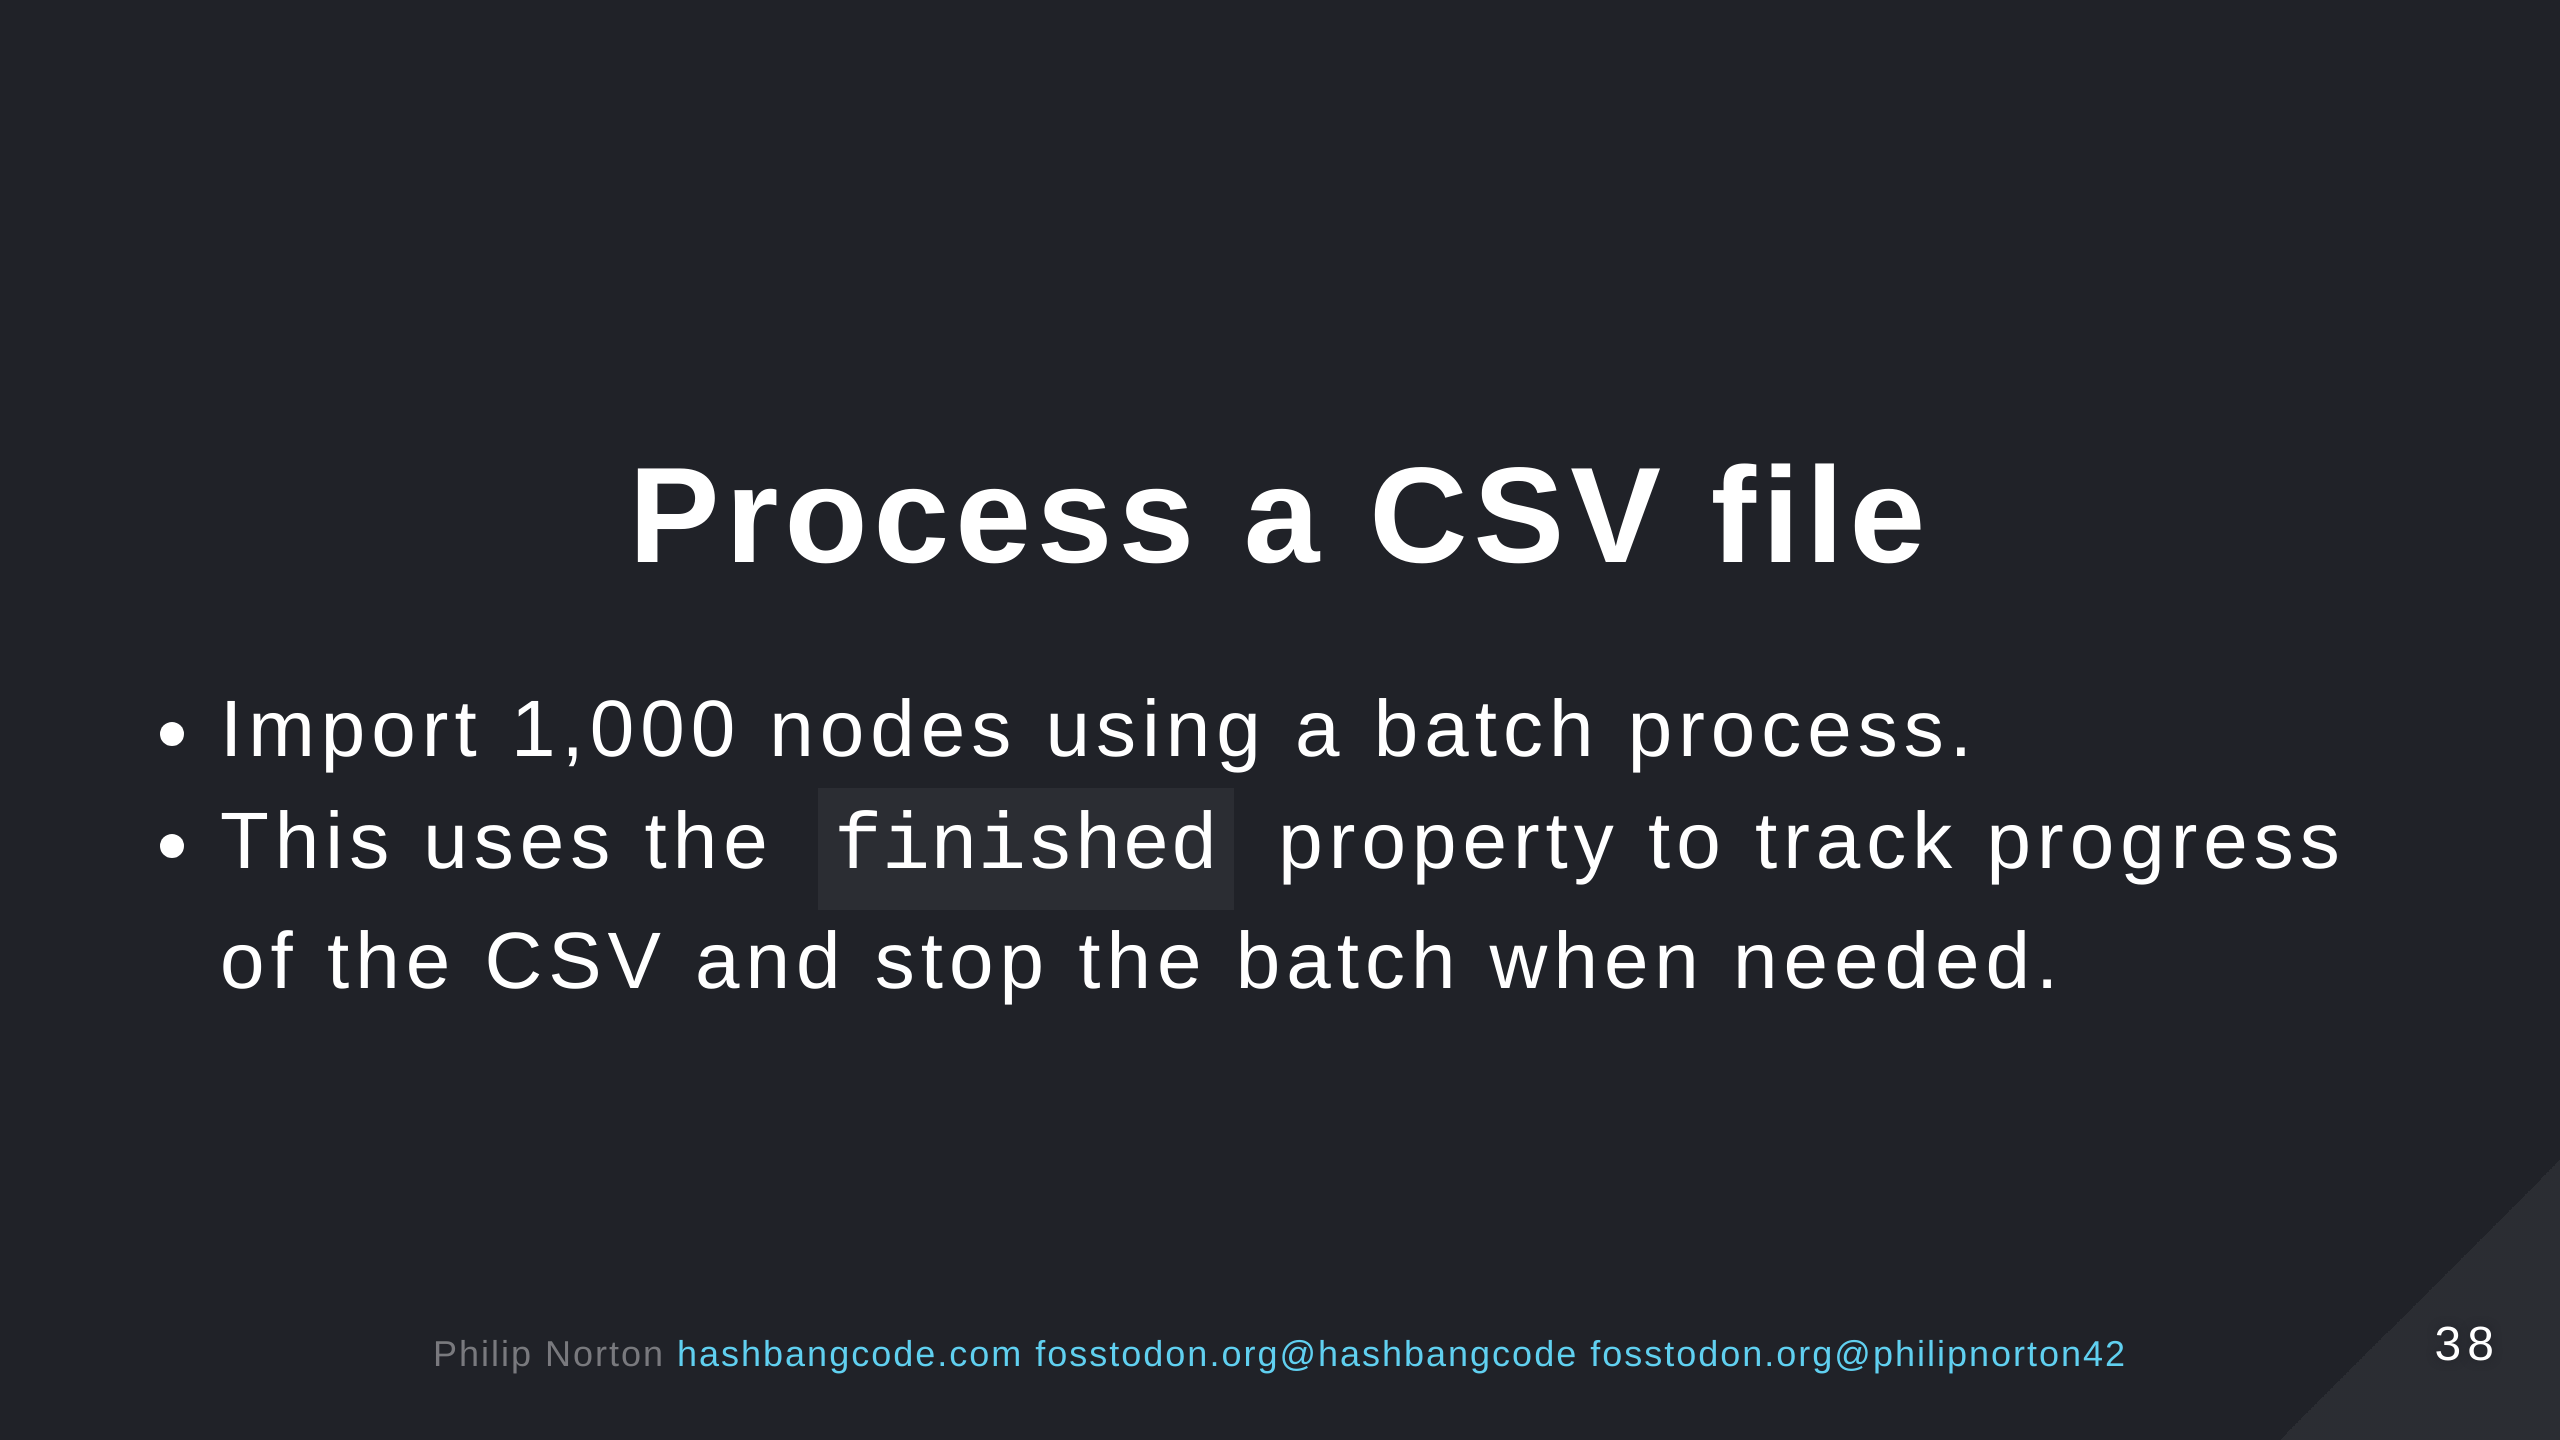 Process a CSV file
Import 1,000 nodes using a batch process.
This uses the finished property to track progress
of the CSV and stop the batch when needed.
Philip Norton hashbangcode.com fosstodon.org@hashbangcode fosstodon.org@philipnorton42
38